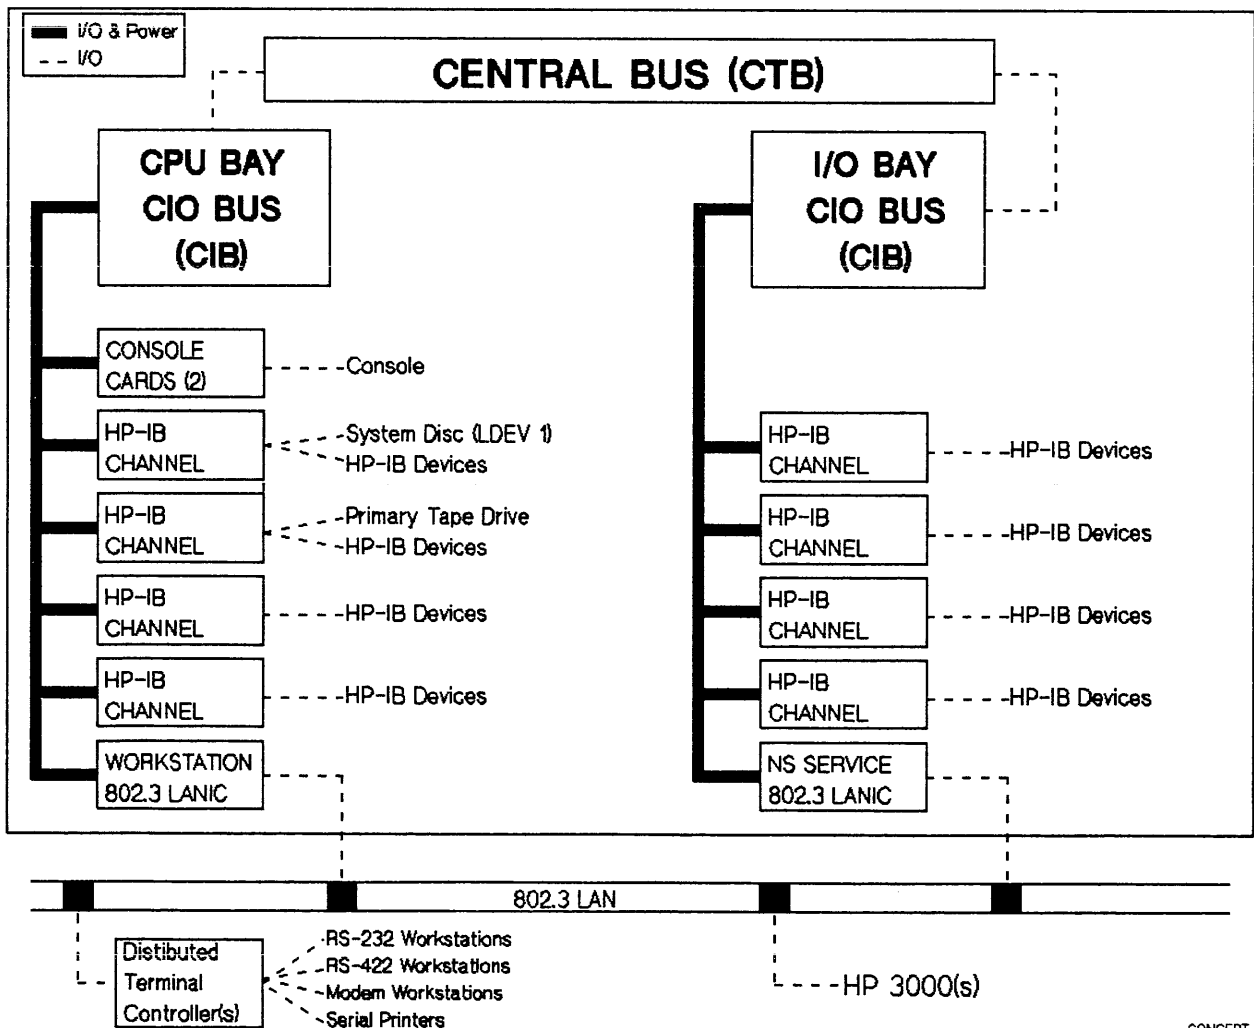 I/O & Power
I/O
CENTRAL BUS (CTB)
CPU BAY
CIO BUS
(CIB)
I/O BAY
CIO BUS
(CIB)
CONSOLE
CARDS (2)
Console
HP-IB
CHANNEL
System Disc (LDEV 1)
HP-IB Devices
HP-IB
CHANNEL
Primary Tape Drive
HP-IB Devices
HP-IB
CHANNEL
HP-IB Devices
HP-IB
CHANNEL
HP-IB Devices
WORKSTATION
802.3 LANIC
HP-IB
CHANNEL
HP-IB Devices
HP-IB
CHANNEL
HP-IB Devices
HP-IB
CHANNEL
HP-IB Devices
HP-IB
CHANNEL
HP-IB Devices
NS SERVICE
802.3 LANIC
802.3 LAN
Distibuted
Terminal
Controller(s)
RS-232 Workstations
RS-422 Workstations
Modem Workstations
Serial Printers
HP 3000(s)